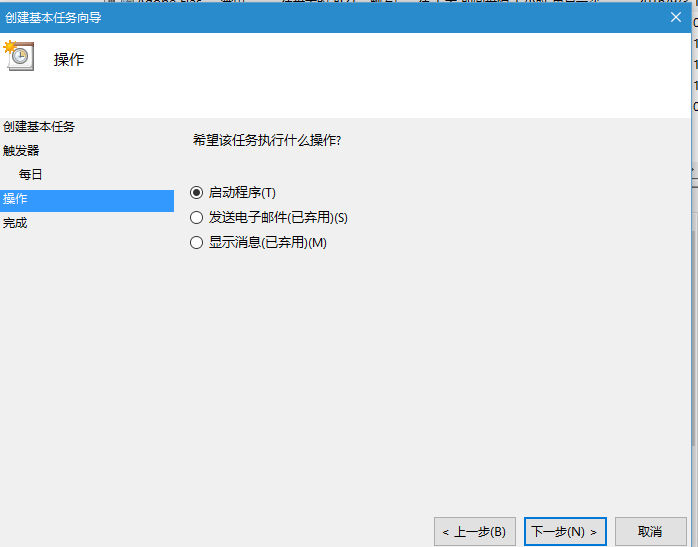 创建基本任务向导
操作
创建基本任务
触发器
每日
操作
完成
希望该任务执行什么操作?
启动程序(T)
发送电子邮件(已弃用)(S)
显示消息(已弃用)(M)
< 上一步(B)
下一步(N) >
取消